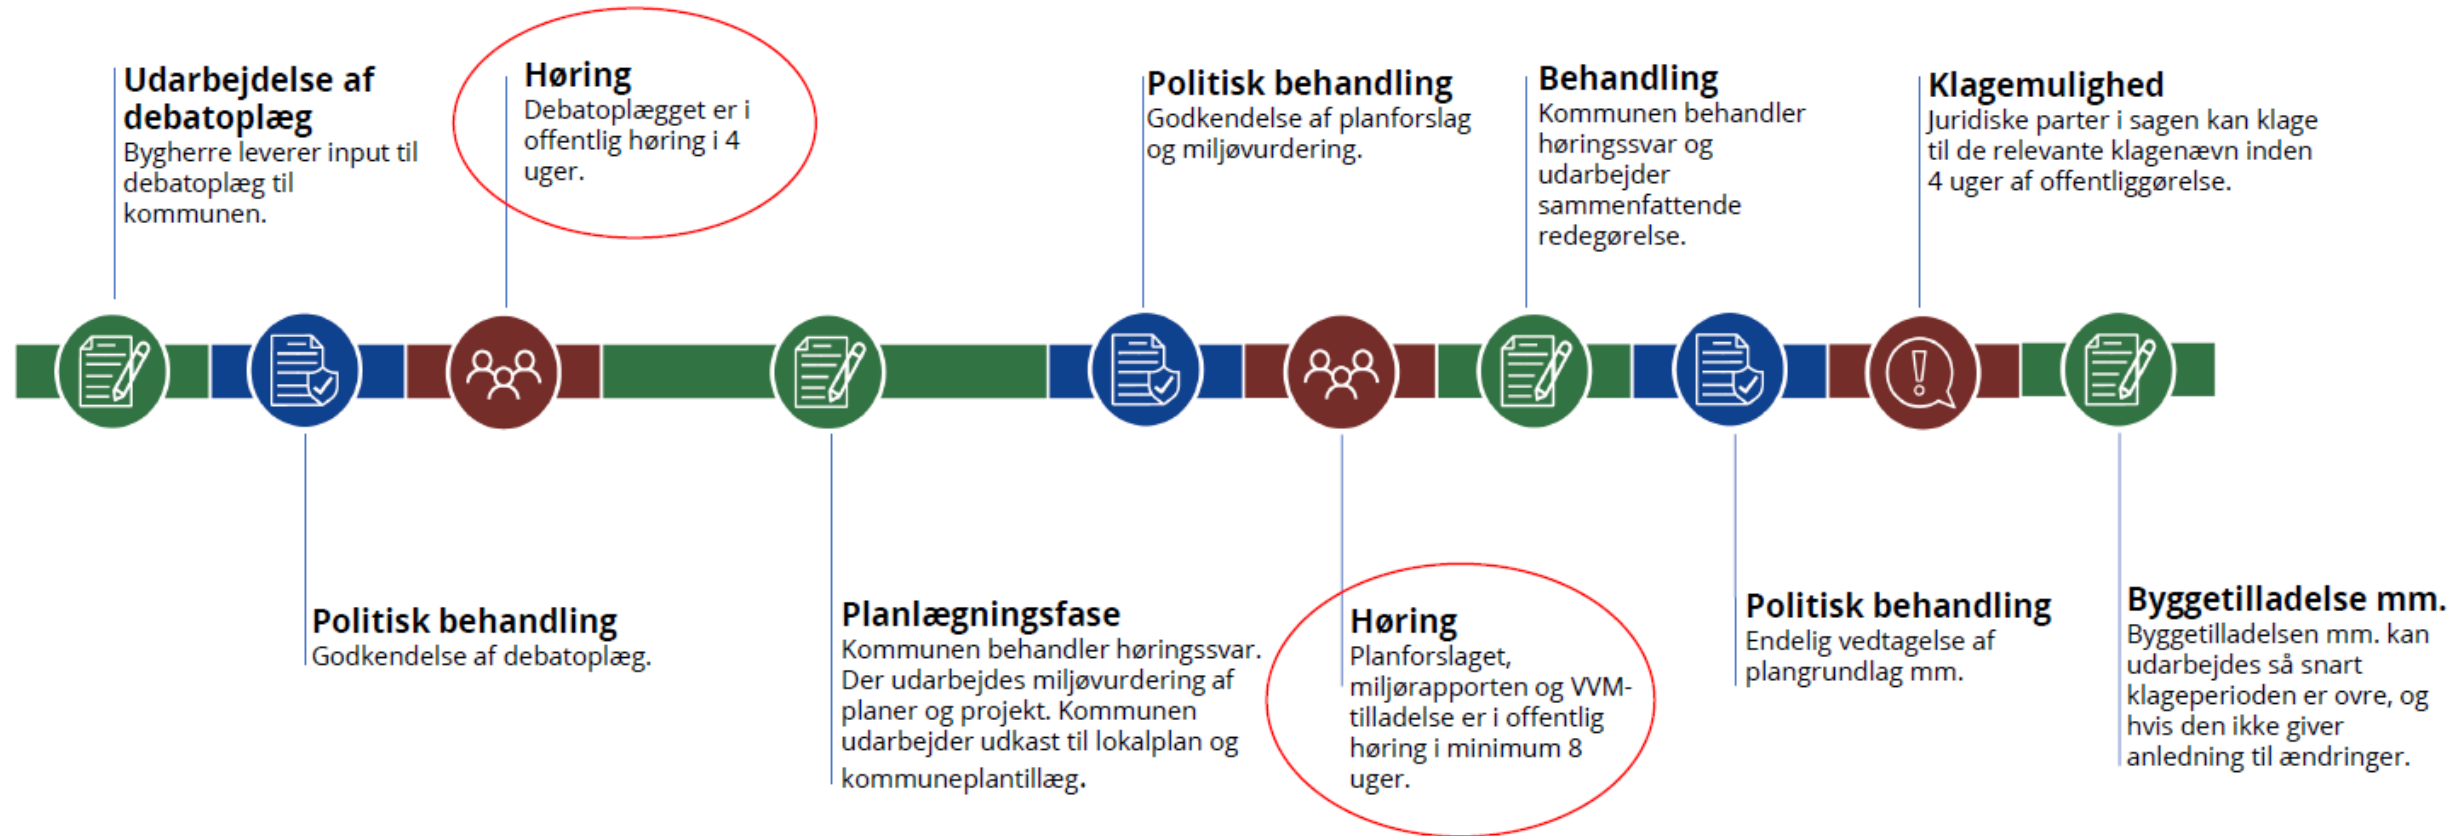 Udarbejdelse af
debatoplæg
Bygherre leverer input til
debatoplæg til
kommunen.
Politisk behandling
Godkendelse af debatoplæg.
Høring
Debatoplægget er i
offentlig høring i 4
uger.
Planlægningsfase
Kommunen behandler høringssvar.
Der udarbejdes miljøvurdering af
planer og projekt. Kommunen
udarbejder udkast til lokalplan og
kommuneplantillæg.
Politisk behandling
Godkendelse af planforslag
og miljøvurdering.
Høring
Planforslaget,
miljørapporten og VVM-
tilladelse er i offentlig
høring i minimum 8
uger.
Behandling
Kommunen behandler
høringssvar og
udarbejder
sammenfattende
redegørelse.
Politisk behandling
Endelig vedtagelse af
plangrundlag mm.
Klagemulighed
Juridiske parter i sagen kan klage
til de relevante klagenævn inden
4 uger af offentliggørelse.
Byggetilladelse mm.
Byggetilladelsen mm. kan
udarbejdes så snart
klageperioden er ovre, og
hvis den ikke giver
anledning til ændringer.